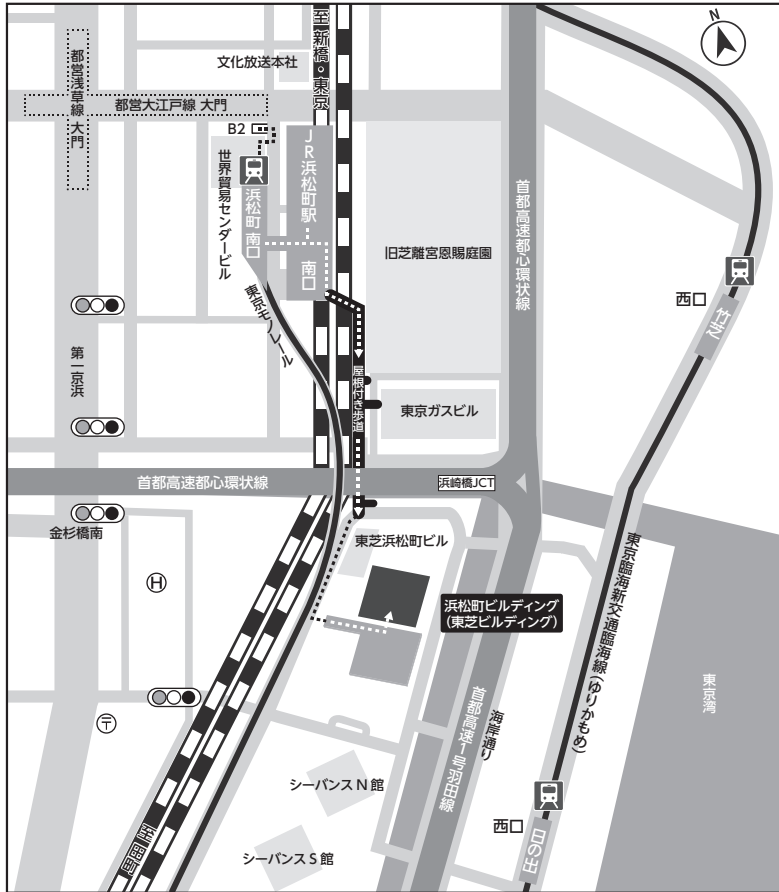 N
至 新橋・東京
文化放送本社
都営浅草線 大門
都営大江戸線 大門
B2
JR浜松町駅
世界貿易センタービル
浜松町 南口
南口
首都高速都心環状線
旧芝離宮恩賜庭園
西口
竹芝
東京モノレール
第一京浜
屋根付き歩道
東京ガスビル
首都高速都心環状線
浜崎橋JCT
金杉橋南
東芝浜松町ビル
H
浜松町ビルディング
(東芝ビルディング)
東京臨海新交通臨海線(ゆりかもめ)
東京湾
〒
首都高速1号羽田線
海岸通り
シーバンスN館
西口
日の出
至 田町
シーバンスS館